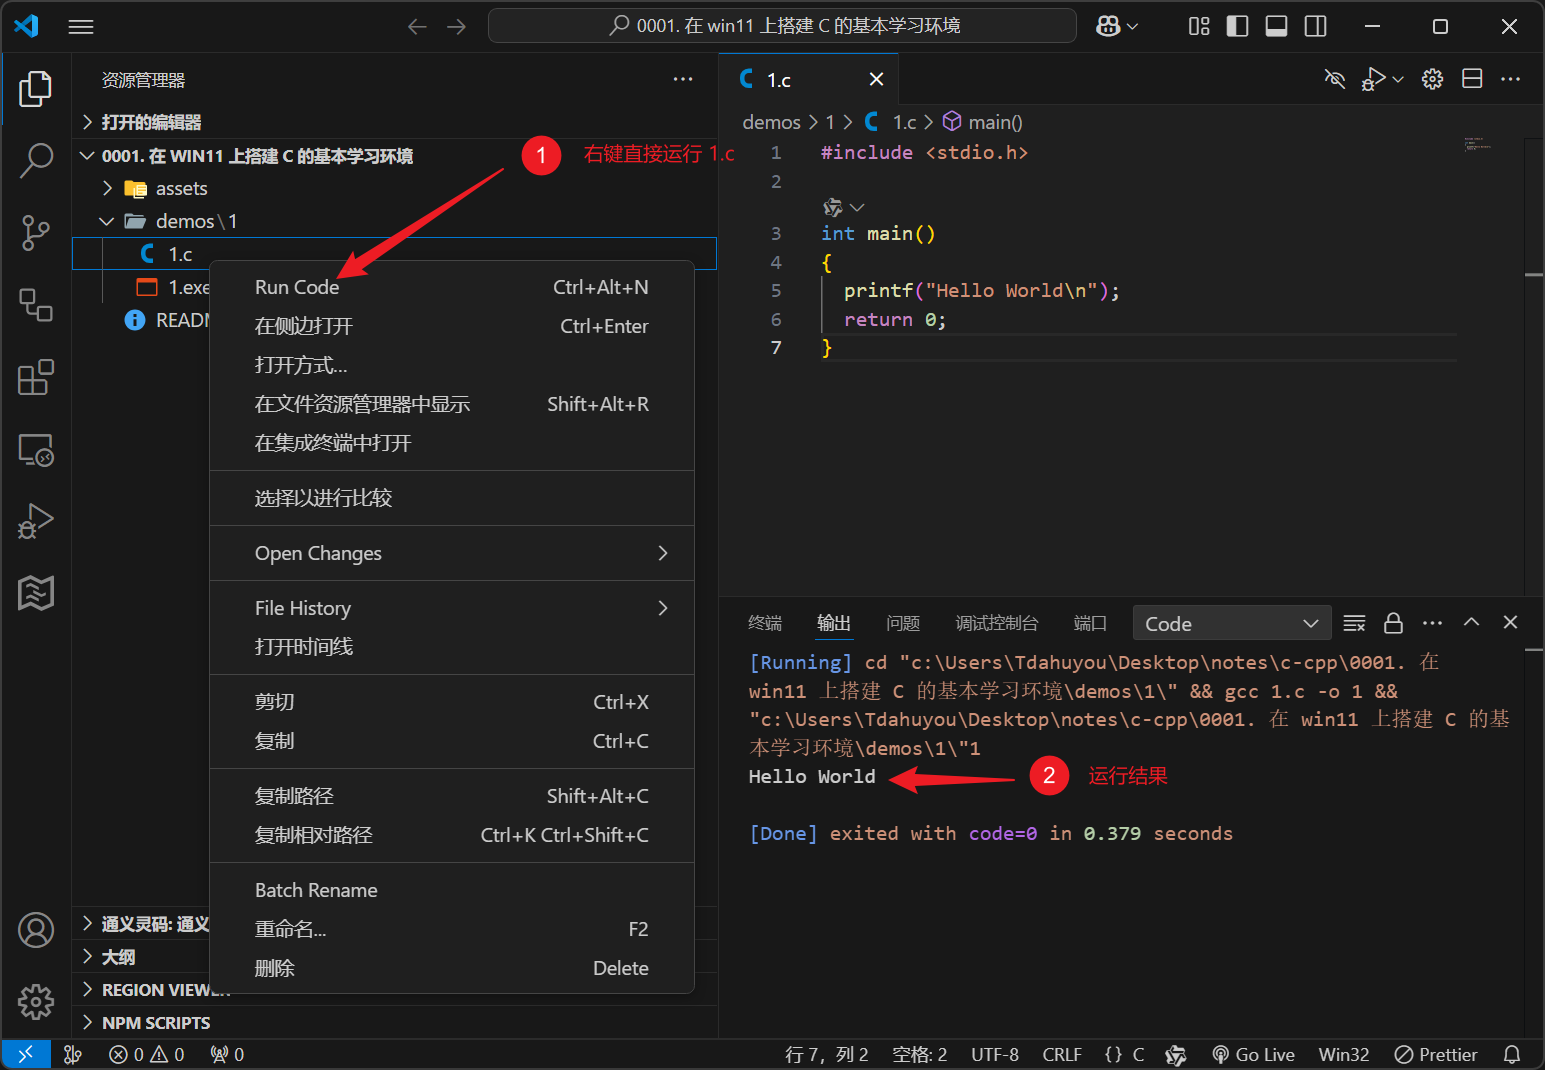 0001. 在 win11 上搭建 C 的基本学习环境
资源管理器
打开的编辑器
0001. 在 WIN11 上搭建 C 的基本学习环境
assets
demos\1
1.c
1.exe
READ
1 右键直接运行 1.c
Run Code Ctrl+Alt+N
在侧边打开 Ctrl+Enter
打开方式...
在文件资源管理器中显示 Shift+Alt+R
在集成终端中打开
选择以进行比较
Open Changes
File History
打开时间线
剪切 Ctrl+X
复制 Ctrl+C
复制路径 Shift+Alt+C
复制相对路径 Ctrl+K Ctrl+Shift+C
Batch Rename
重命名... F2
删除 Delete
通义灵码: 通义
大纲
REGION VIEWER
NPM SCRIPTS
1.c
demos > 1 > 1.c > main()
1 #include <stdio.h>
2
3 int main()
4 {
5 printf("Hello World\n");
6 return 0;
7 }
终端 输出 问题 调试控制台 端口 Code
[Running] cd "c:\Users\Tdahuyou\Desktop\notes\c-cpp\0001. 在
win11 上搭建 C 的基本学习环境\demos\1\" && gcc 1.c -o 1 &&
"c:\Users\Tdahuyou\Desktop\notes\c-cpp\0001. 在 win11 上搭建 C 的基
本学习环境\demos\1\"1
Hello World
2 运行结果
[Done] exited with code=0 in 0.379 seconds
0 0 0 行 7，列 2 空格: 2 UTF-8 CRLF {} C Go Live Win32 Prettier